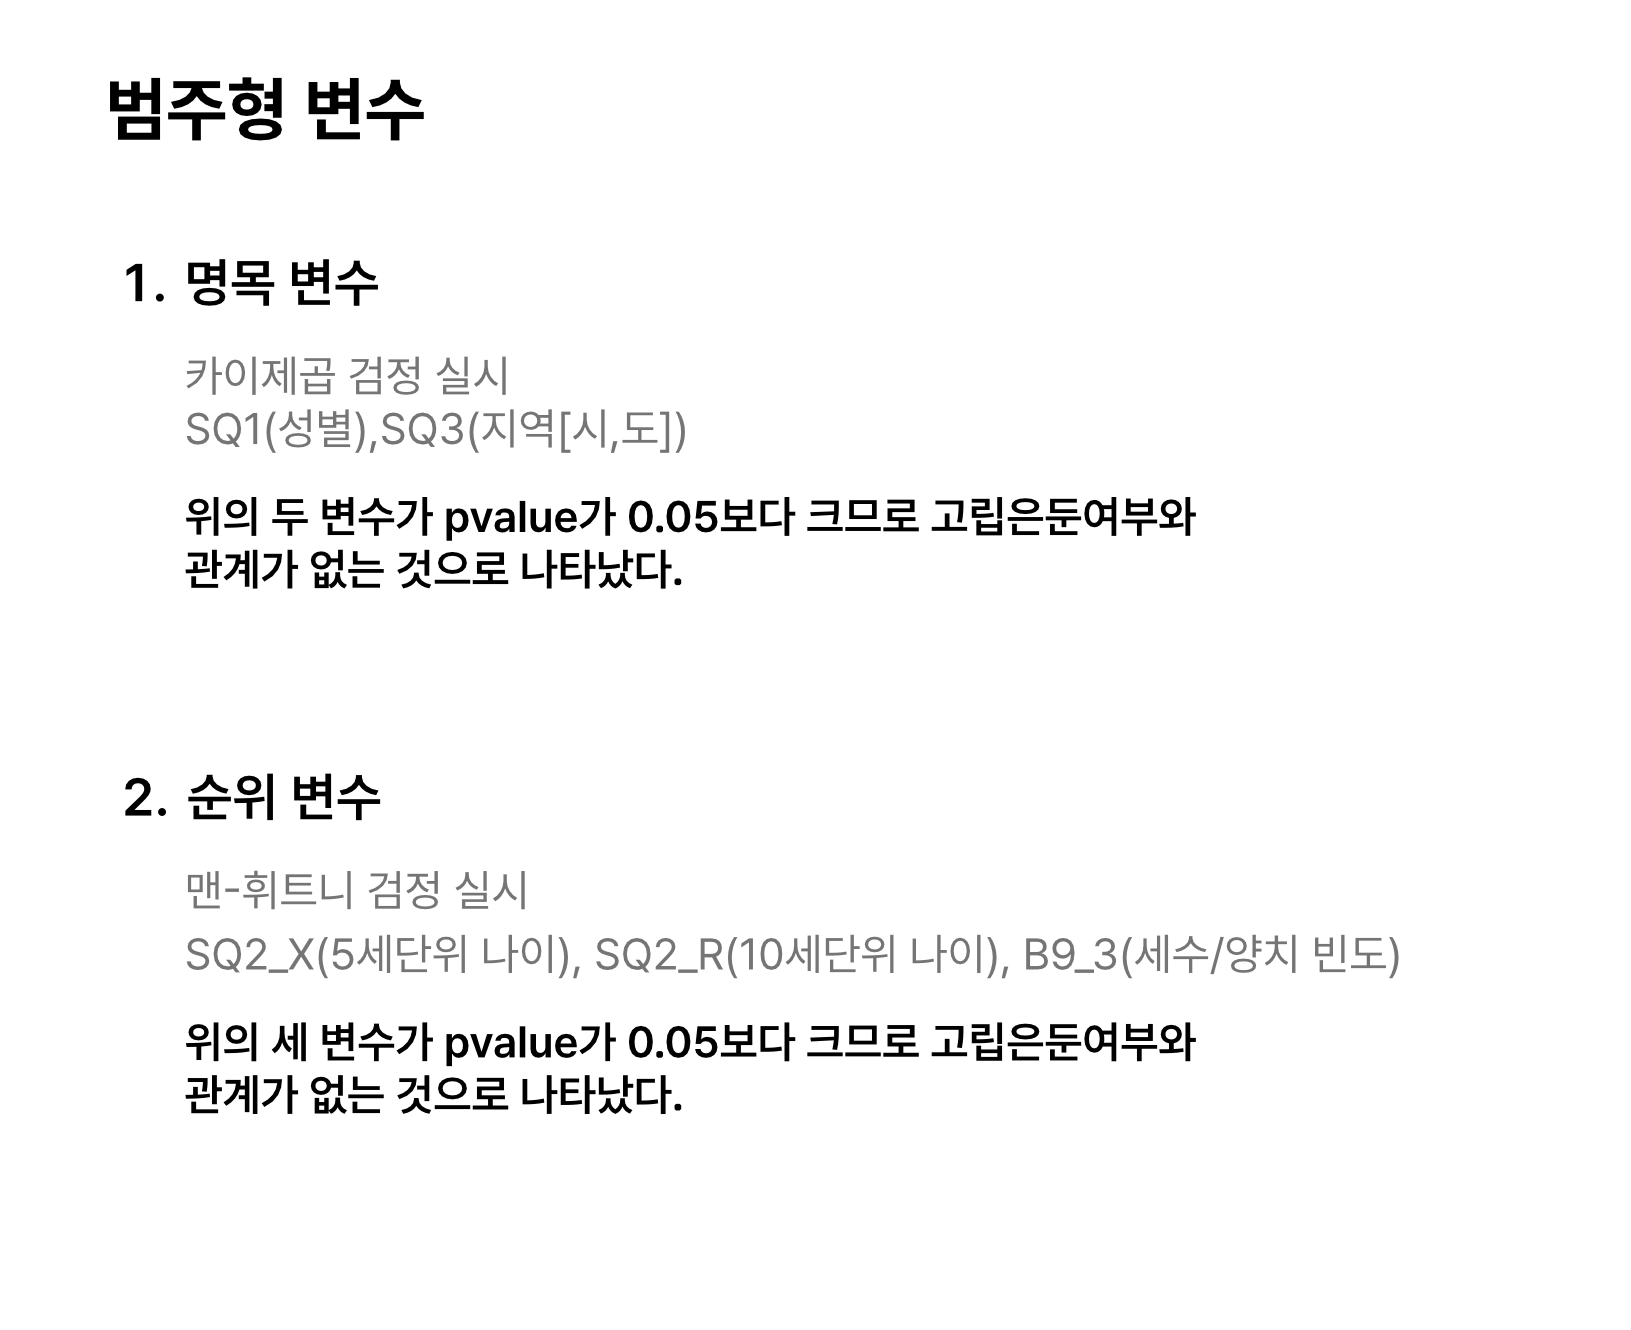 범주형 변수
1. 명목 변수
카이제곱 검정 실시
SQ1(성별),SQ3(지역[시,도])
위의 두 변수가 pvalue가 0.05보다 크므로 고립은둔여부와
관계가 없는 것으로 나타났다.
2. 순위 변수
맨-휘트니 검정 실시
SQ2_X(5세단위 나이), SQ2_R(10세단위 나이), B9_3(세수/양치 빈도)
위의 세 변수가 pvalue가 0.05보다 크므로 고립은둔여부와
관계가 없는 것으로 나타났다.